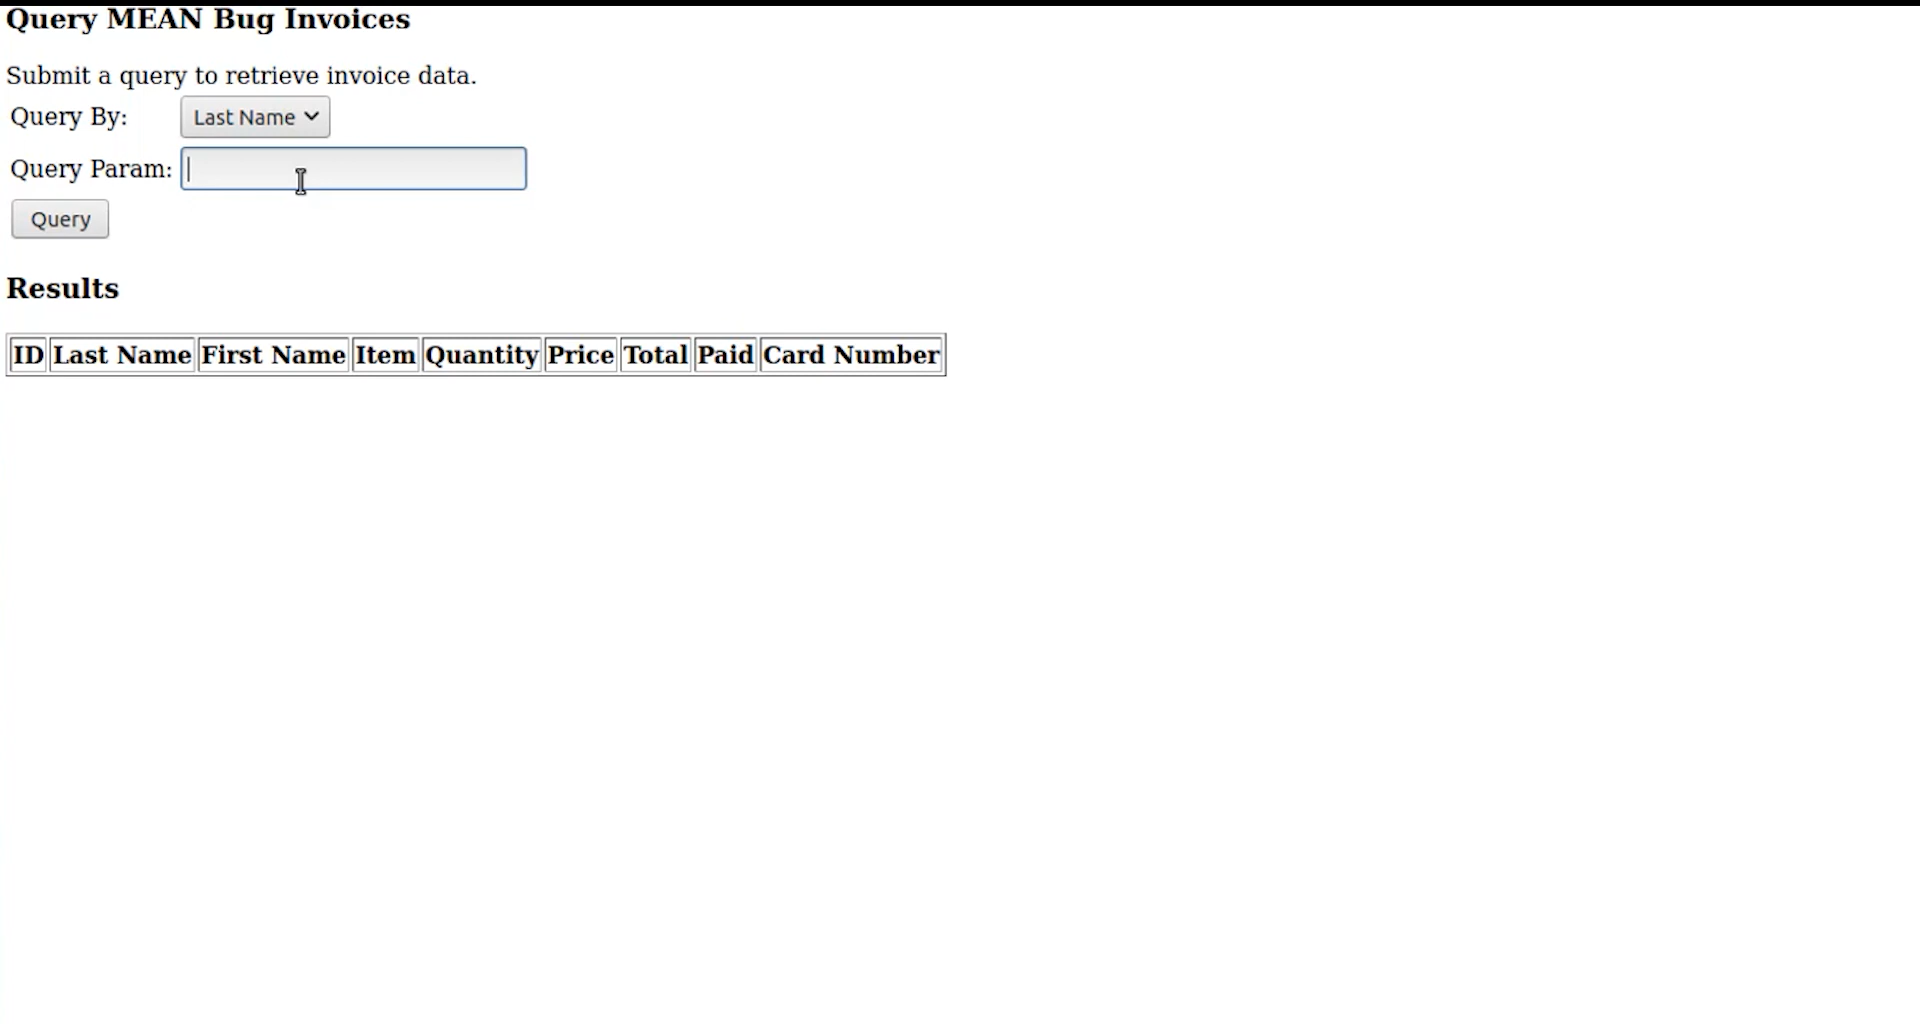 Query MEAN Bug Invoices
Submit a query to retrieve invoice data.
Query By: Last Name
Query Param:
Query
Results
ID Last Name First Name Item Quantity Price Total Paid Card Number